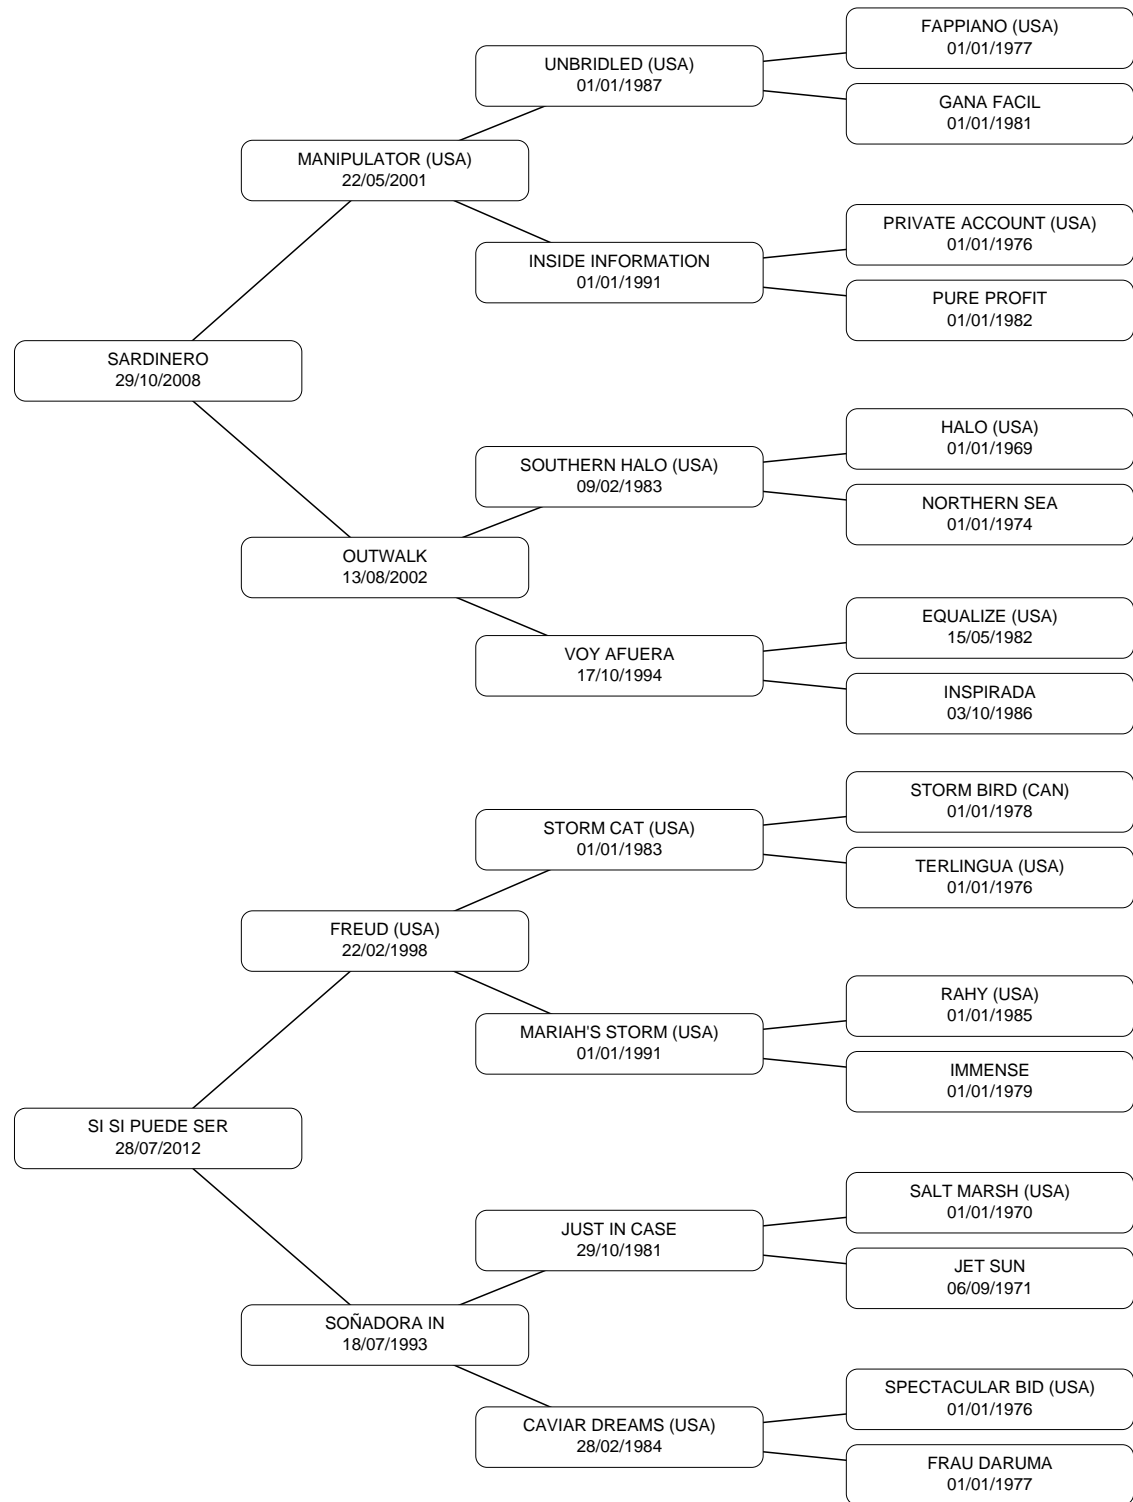 FAPPIANO (USA)
01/01/1977
UNBRIDLED (USA)
01/01/1987
GANA FACIL
01/01/1981
MANIPULATOR (USA)
22/05/2001
PRIVATE ACCOUNT (USA)
01/01/1976
INSIDE INFORMATION
01/01/1991
PURE PROFIT
01/01/1982
SARDINERO
29/10/2008
HALO (USA)
01/01/1969
SOUTHERN HALO (USA)
09/02/1983
NORTHERN SEA
01/01/1974
OUTWALK
13/08/2002
EQUALIZE (USA)
15/05/1982
VOY AFUERA
17/10/1994
INSPIRADA
03/10/1986
STORM BIRD (CAN)
01/01/1978
STORM CAT (USA)
01/01/1983
TERLINGUA (USA)
01/01/1976
FREUD (USA)
22/02/1998
RAHY (USA)
01/01/1985
MARIAH'S STORM (USA)
01/01/1991
IMMENSE
01/01/1979
SI SI PUEDE SER
28/07/2012
SALT MARSH (USA)
01/01/1970
JUST IN CASE
29/10/1981
JET SUN
06/09/1971
SOÑADORA IN
18/07/1993
SPECTACULAR BID (USA)
01/01/1976
CAVIAR DREAMS (USA)
28/02/1984
FRAU DARUMA
01/01/1977